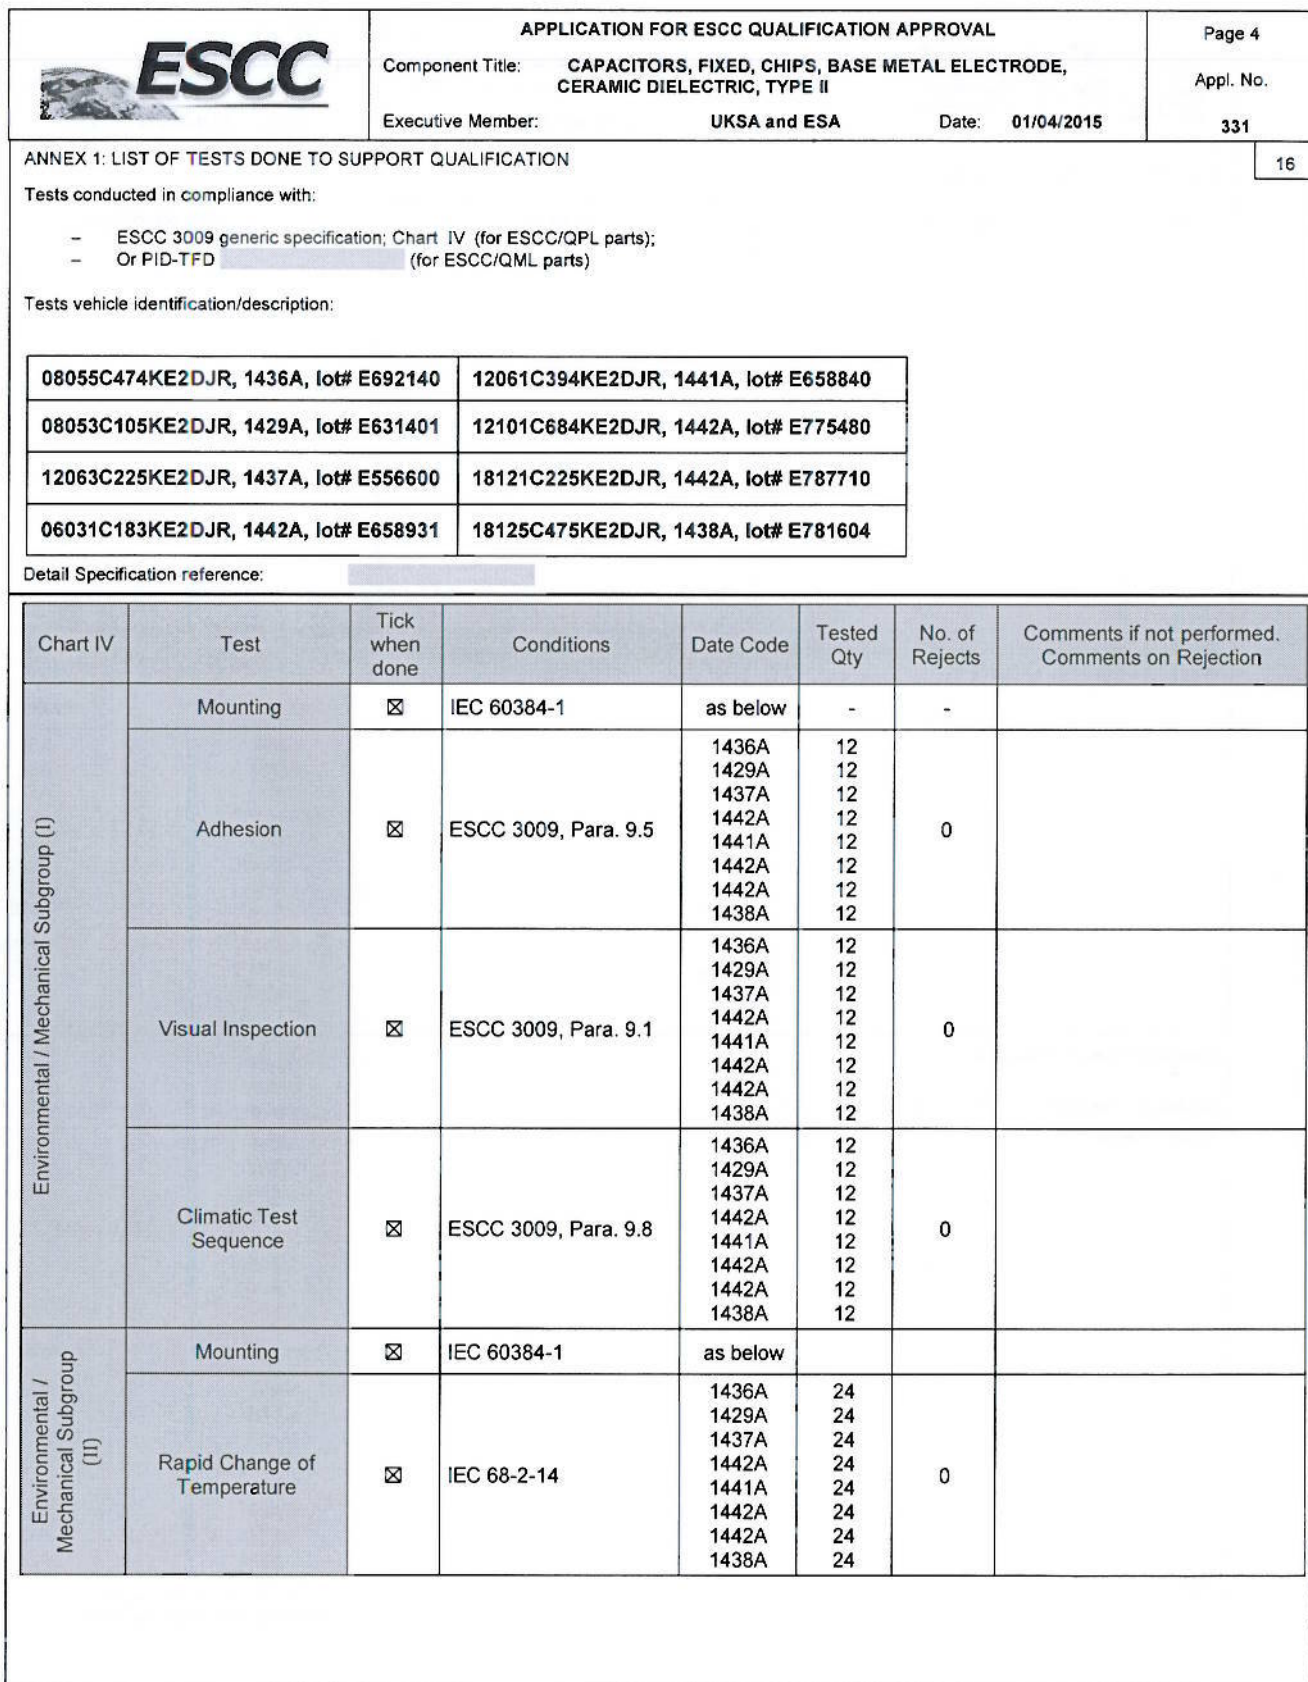 ESCC
APPLICATION FOR ESCC QUALIFICATION APPROVAL
Component Title: CAPACITORS, FIXED, CHIPS, BASE METAL ELECTRODE,
CERAMIC DIELECTRIC, TYPE II
Executive Member: UKSA and ESA Date: 01/04/2015
Page 4
Appl. No.
331
ANNEX 1: LIST OF TESTS DONE TO SUPPORT QUALIFICATION
16
Tests conducted in compliance with:
– ESCC 3009 generic specification; Chart IV (for ESCC/QPL parts);
– Or PID-TFD (for ESCC/QML parts)
Tests vehicle identification/description:
08055C474KE2DJR, 1436A, lot# E692140 12061C394KE2DJR, 1441A, lot# E658840
08053C105KE2DJR, 1429A, lot# E631401 12101C684KE2DJR, 1442A, lot# E775480
12063C225KE2DJR, 1437A, lot# E556600 18121C225KE2DJR, 1442A, lot# E787710
06031C183KE2DJR, 1442A, lot# E658931 18125C475KE2DJR, 1438A, lot# E781604
Detail Specification reference:
Chart IV
Test
Tick
when
done
Conditions
Date Code
Tested
Qty
No. of
Rejects
Comments if not performed.
Comments on Rejection
Environmental / Mechanical Subgroup (I)
Mounting ☒ IEC 60384-1 as below - -
Adhesion ☒ ESCC 3009, Para. 9.5
1436A 12
1429A 12
1437A 12
1442A 12
1441A 12
1442A 12
1442A 12
1438A 12
0
Visual Inspection ☒ ESCC 3009, Para. 9.1
1436A 12
1429A 12
1437A 12
1442A 12
1441A 12
1442A 12
1442A 12
1438A 12
0
Climatic Test
Sequence
☒ ESCC 3009, Para. 9.8
1436A 12
1429A 12
1437A 12
1442A 12
1441A 12
1442A 12
1442A 12
1438A 12
0
Environmental /
Mechanical Subgroup
(II)
Mounting ☒ IEC 60384-1 as below
Rapid Change of
Temperature
☒ IEC 68-2-14
1436A 24
1429A 24
1437A 24
1442A 24
1441A 24
1442A 24
1442A 24
1438A 24
0